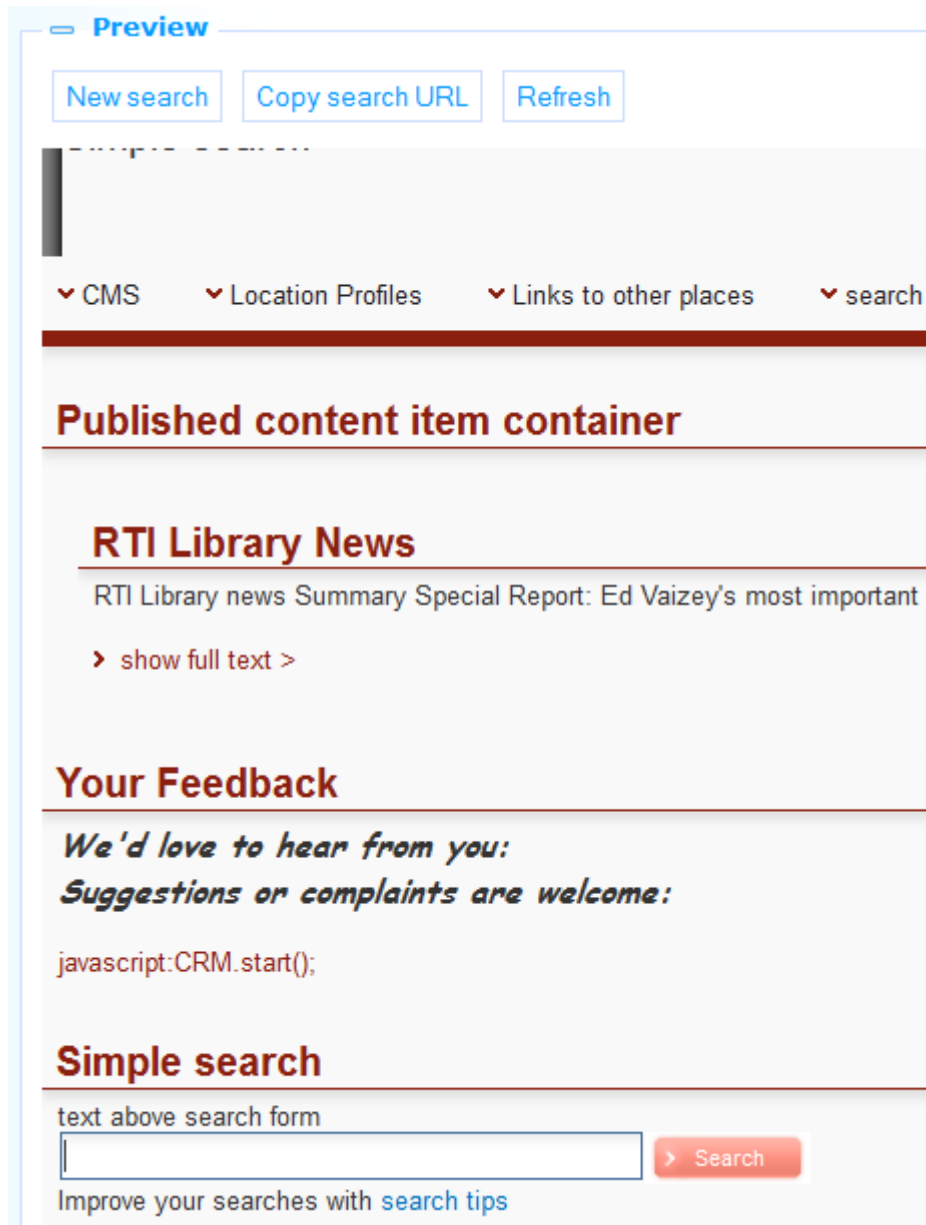 Preview
New search Copy search URL Refresh
Simple search
CMS Location Profiles Links to other places search
Published content item container
RTI Library News
RTI Library news Summary Special Report: Ed Vaizey's most important
show full text >
Your Feedback
We'd love to hear from you:
Suggestions or complaints are welcome:
javascript:CRM.start();
Simple search
text above search form
Search
Improve your searches with search tips